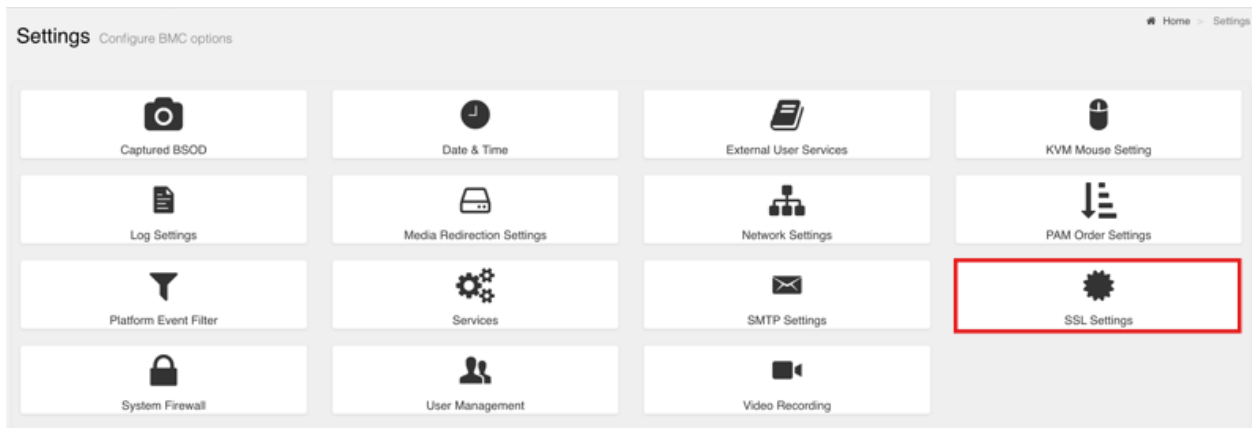 Home > Settings
Settings Configure BMC options
Captured BSOD
Date & Time
External User Services
KVM Mouse Setting
Log Settings
Media Redirection Settings
Network Settings
PAM Order Settings
Platform Event Filter
Services
SMTP Settings
SSL Settings
System Firewall
User Management
Video Recording